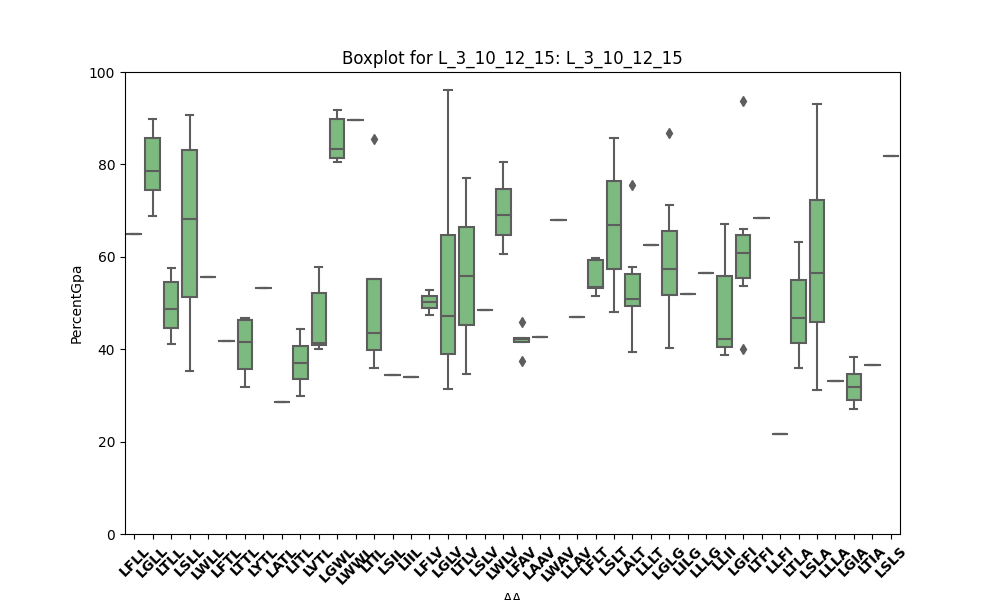 Boxplot for L_3_10_12_15: L_3_10_12_15
100
80
60
40
20
0
PercentGpa
LFLL
LGLL
LTLL
LSLL
LWLL
LFTL
LTTL
LYTL
LATL
LITL
LVTL
LGWL
LWWL
LTIL
LSIL
LIIL
LFLV
LGLV
LTLV
LSLV
LWLV
LFAV
LAAV
LWAV
LLAV
LFLT
LSLT
LALT
LLLT
LGLG
LILG
LLLG
LLII
LGFI
LTFI
LLFI
LTLA
LSLA
LLLA
LGIA
LTIA
LSLS
AA